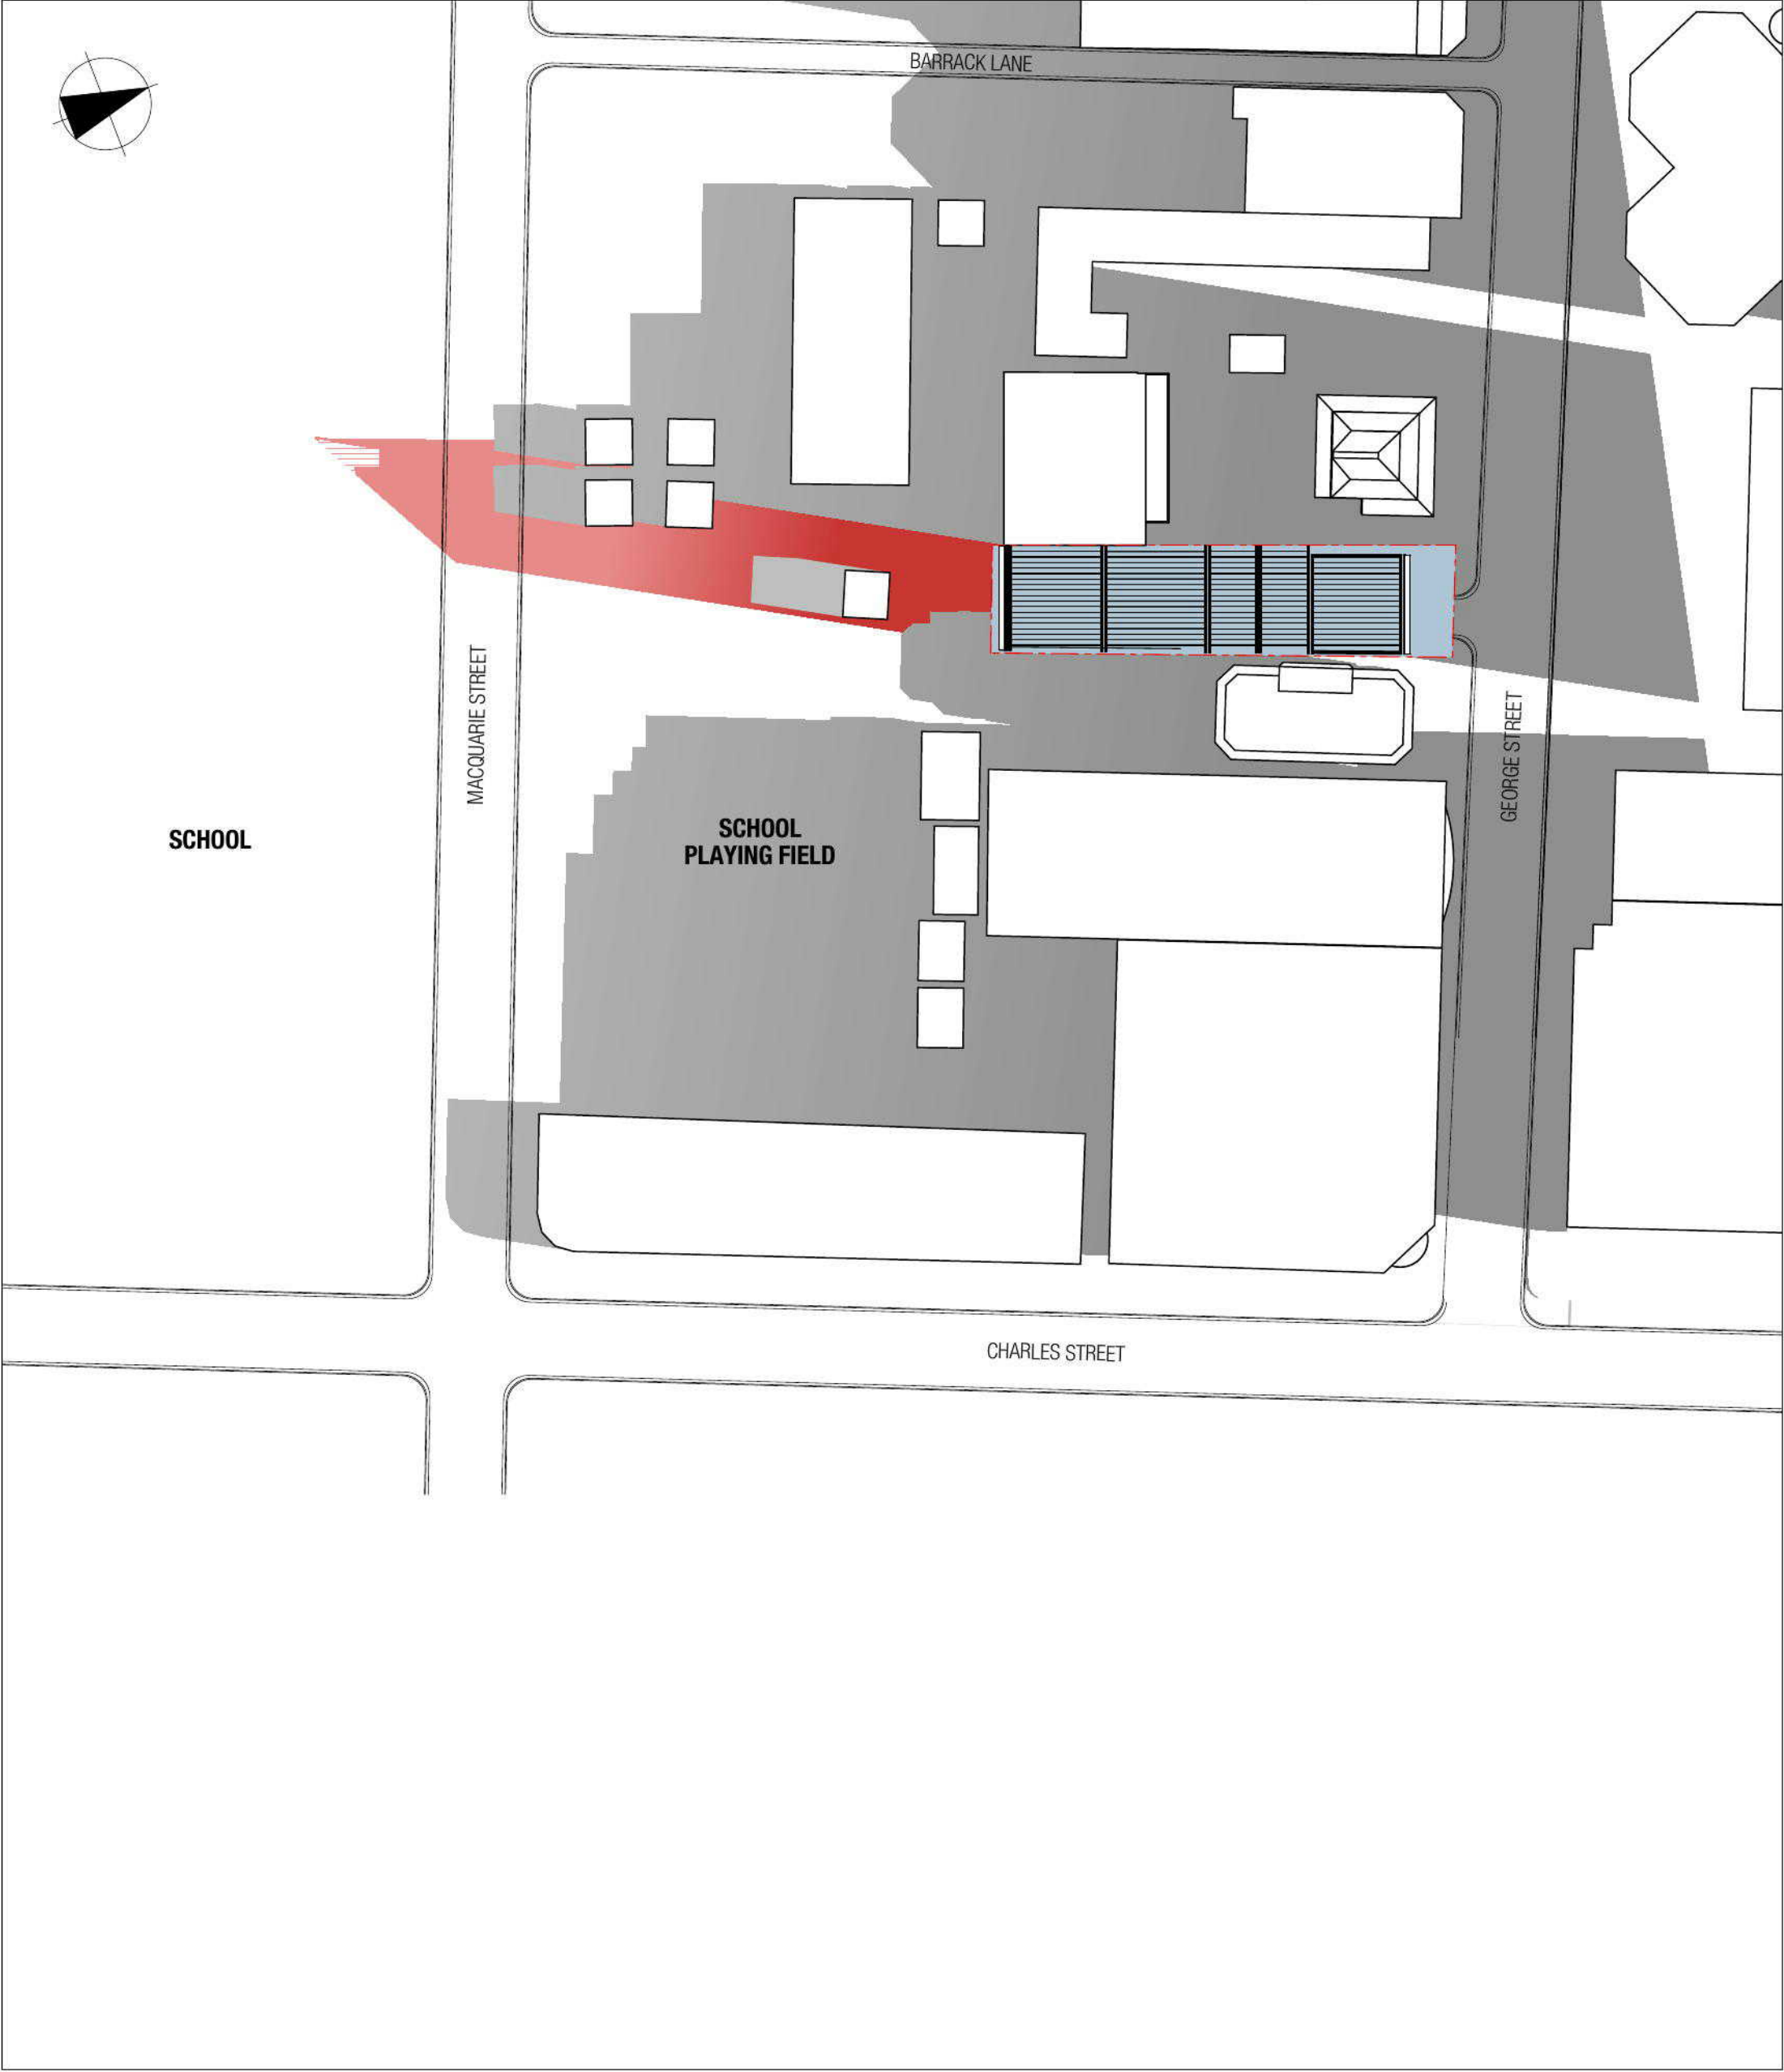 BARRACK LANE
MACQUARIE STREET
GEORGE STREET
SCHOOL
SCHOOL
PLAYING FIELD
CHARLES STREET